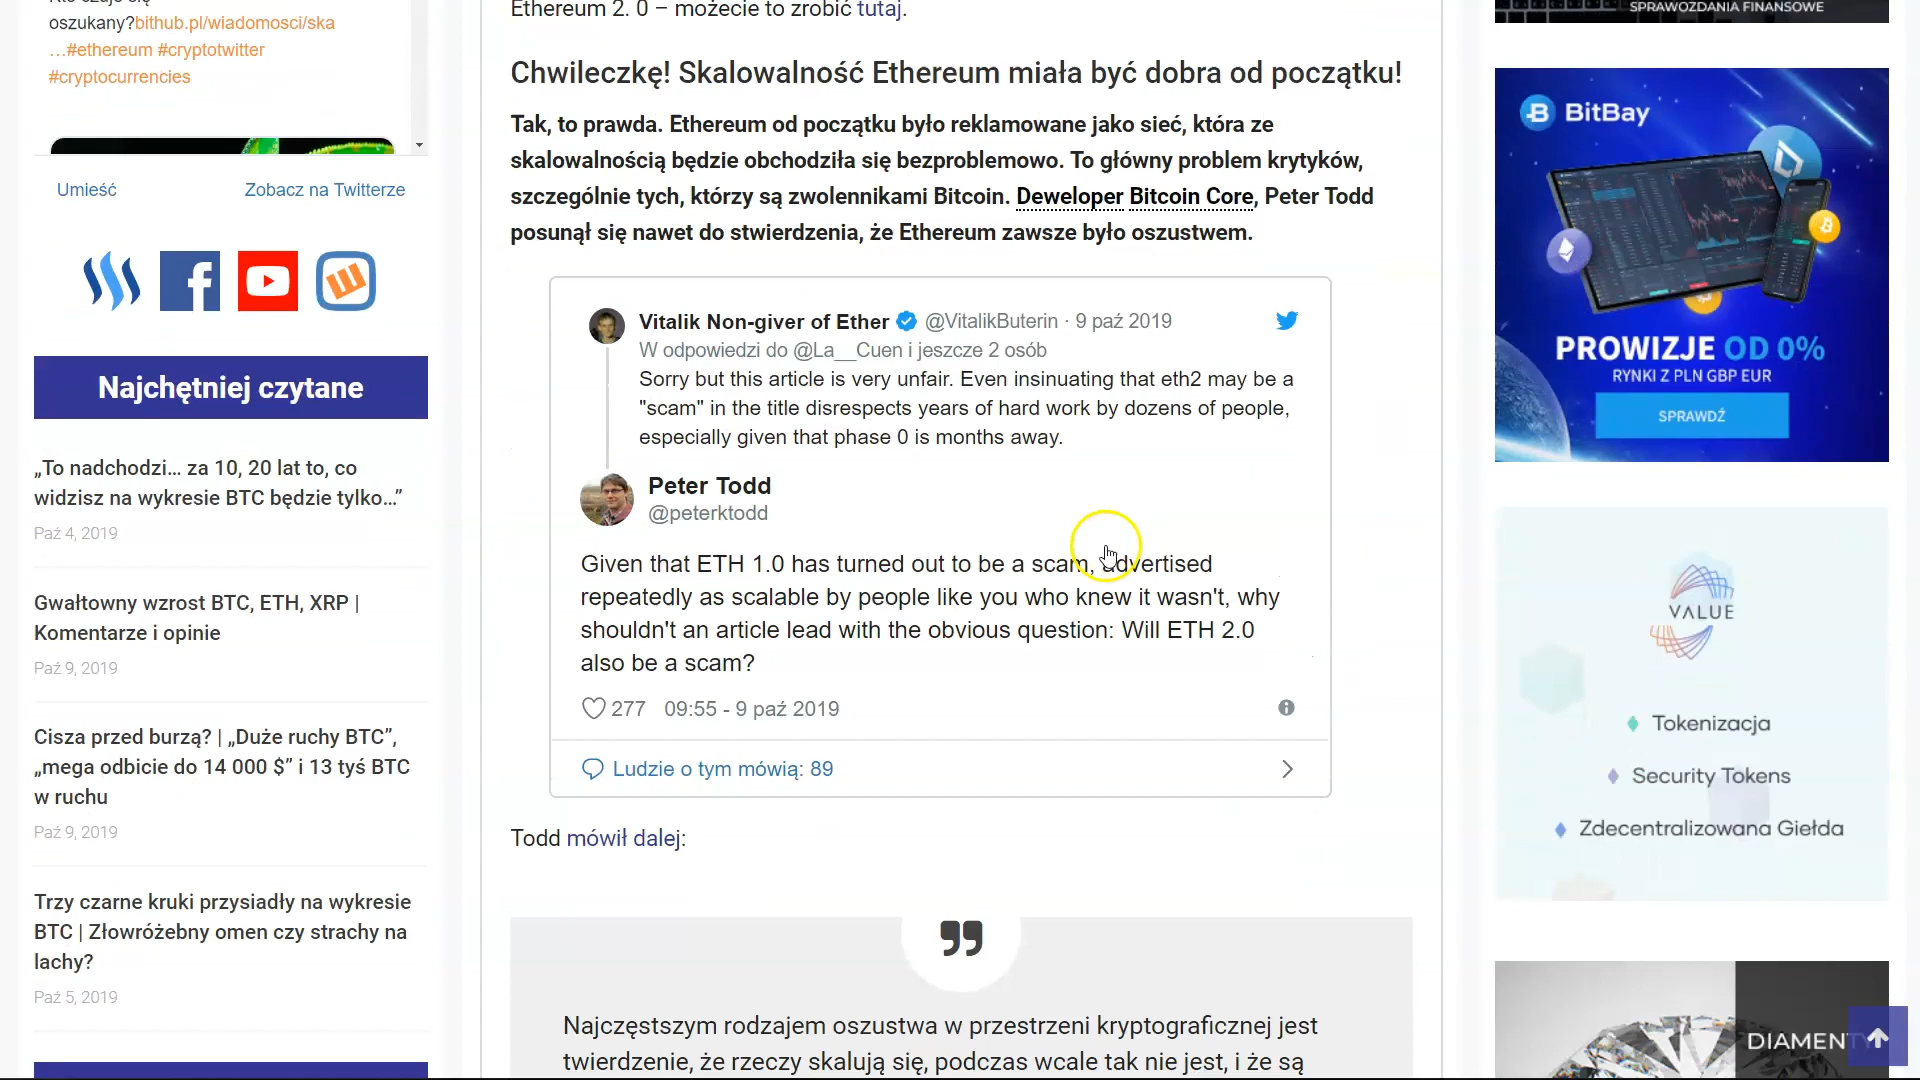 oszukany?bithub.pl/wiadomosci/ska
…#ethereum #cryptotwitter
#cryptocurrencies
Umieść
Zobacz na Twitterze
Najchętniej czytane
„To nadchodzi… za 10, 20 lat to, co
widzisz na wykresie BTC będzie tylko…”
Paź 4, 2019
Gwałtowny wzrost BTC, ETH, XRP |
Komentarze i opinie
Paź 9, 2019
Cisza przed burzą? | „Duże ruchy BTC”,
„mega odbicie do 14 000 $” i 13 tyś BTC
w ruchu
Paź 9, 2019
Trzy czarne kruki przysiadły na wykresie
BTC | Złowróżebny omen czy strachy na
lachy?
Paź 5, 2019
Ethereum 2. 0 – możecie to zrobić tutaj.
Chwileczkę! Skalowalność Ethereum miała być dobra od początku!
Tak, to prawda. Ethereum od początku było reklamowane jako sieć, która ze
skalowalnością będzie obchodziła się bezproblemowo. To główny problem krytyków,
szczególnie tych, którzy są zwolennikami Bitcoin. Deweloper Bitcoin Core, Peter Todd
posunął się nawet do stwierdzenia, że Ethereum zawsze było oszustwem.
Vitalik Non-giver of Ether @VitalikButerin · 9 paź 2019
W odpowiedzi do @La__Cuen i jeszcze 2 osób
Sorry but this article is very unfair. Even insinuating that eth2 may be a
"scam" in the title disrespects years of hard work by dozens of people,
especially given that phase 0 is months away.
Peter Todd
@peterktodd
Given that ETH 1.0 has turned out to be a scam, advertised
repeatedly as scalable by people like you who knew it wasn't, why
shouldn't an article lead with the obvious question: Will ETH 2.0
also be a scam?
277 09:55 - 9 paź 2019
Ludzie o tym mówią: 89
Todd mówił dalej:
Najczęstszym rodzajem oszustwa w przestrzeni kryptograficznej jest
twierdzenie, że rzeczy skalują się, podczas wcale tak nie jest, i że są
SPRAWOZDANIA FINANSOWE
BitBay
PROWIZJE OD 0%
RYNKI Z PLN GBP EUR
SPRAWDŹ
VALUE
Tokenizacja
Security Tokens
Zdecentralizowana Giełda